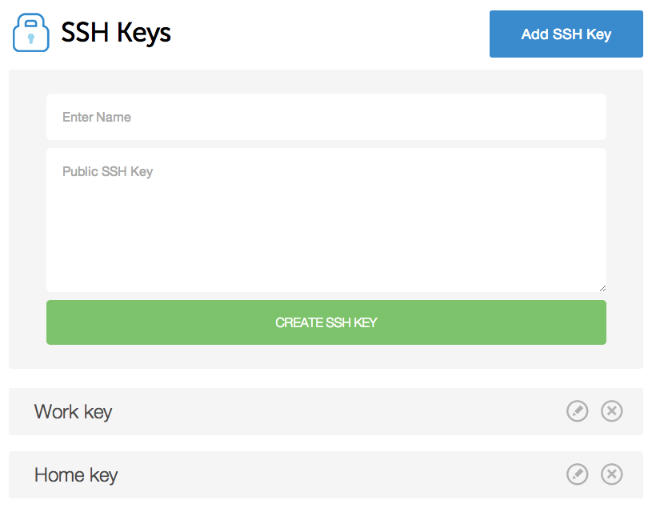 SSH Keys
Add SSH Key
Enter Name
Public SSH Key
CREATE SSH KEY
Work key
Home key